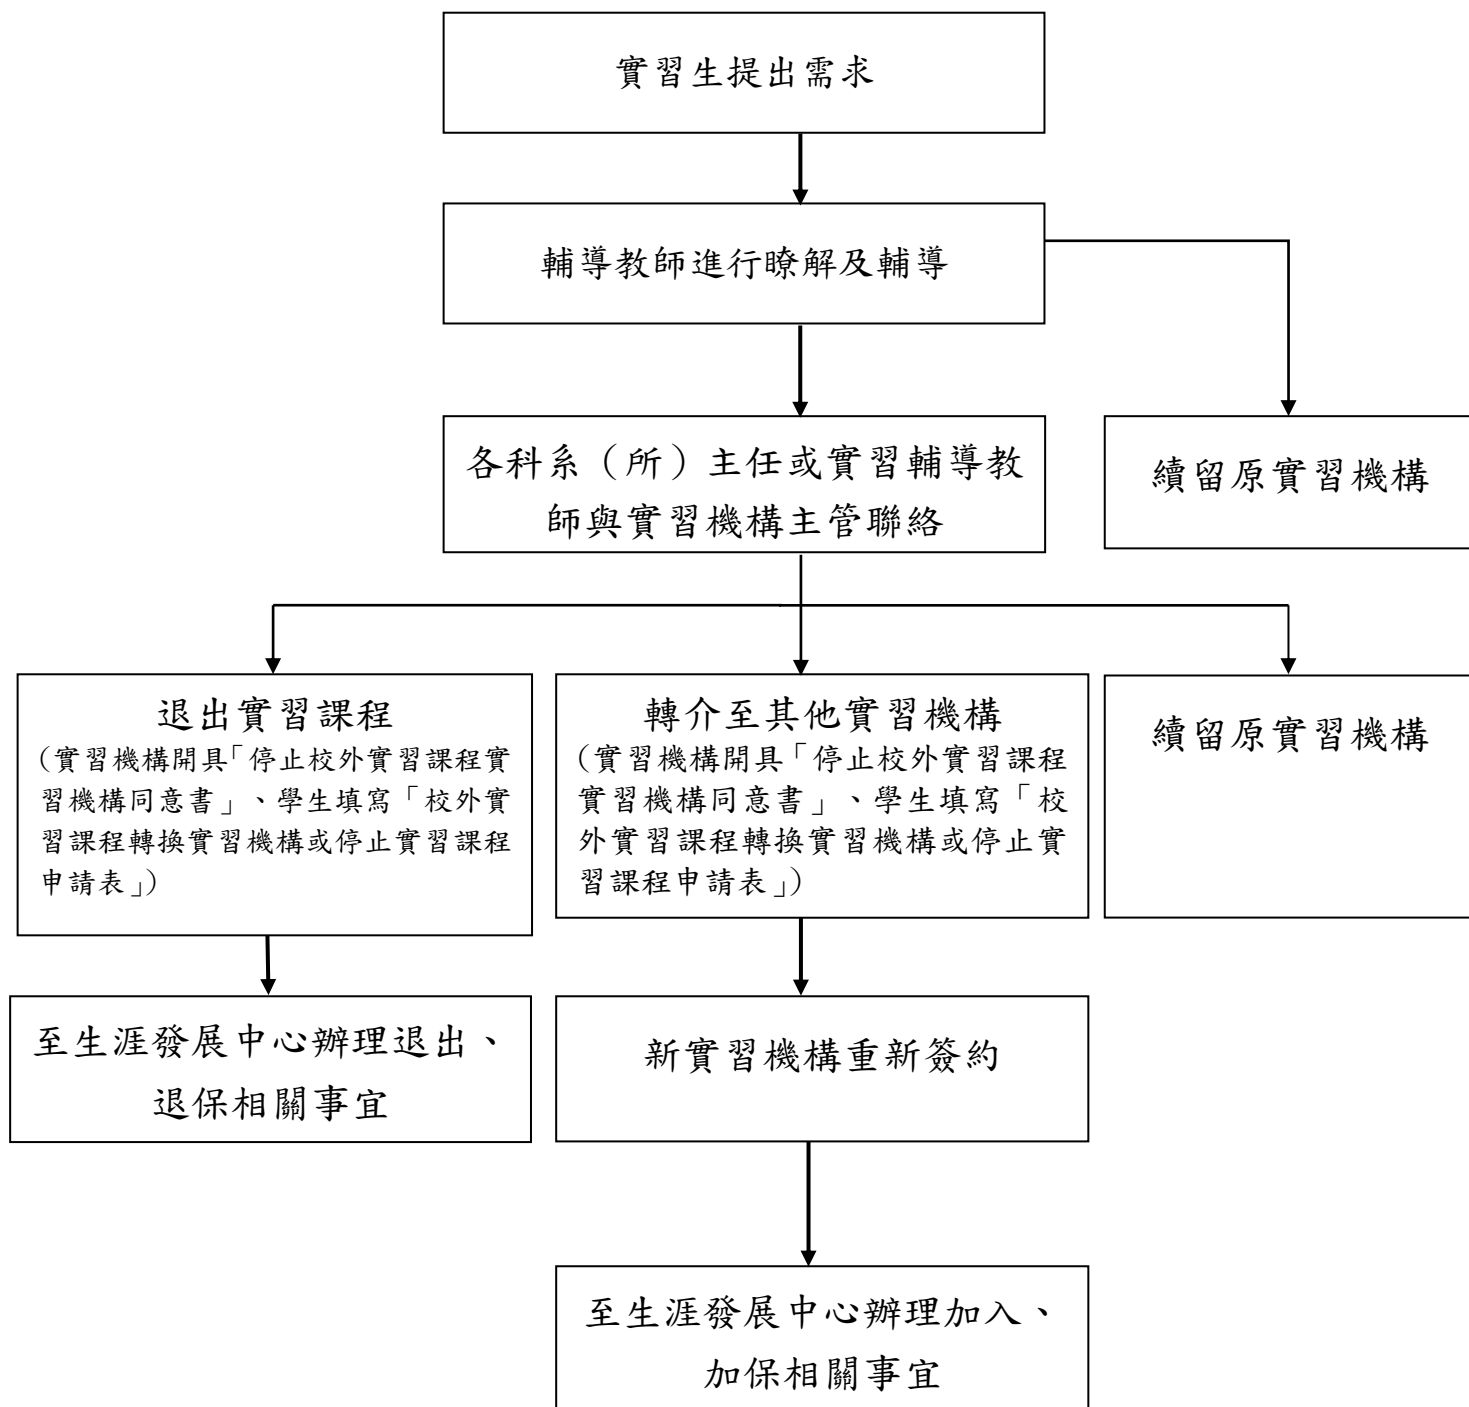 實習生提出需求
輔導教師進行瞭解及輔導
各科系（所）主任或實習輔導教
師與實習機構主管聯絡
續留原實習機構
退出實習課程
（實習機構開具「停止校外實習課程實
習機構同意書」、學生填寫「校外實
習課程轉換實習機構或停止實習課程
申請表」）
轉介至其他實習機構
（實習機構開具「停止校外實習課程
實習機構同意書」、學生填寫「校
外實習課程轉換實習機構或停止實
習課程申請表」）
續留原實習機構
至生涯發展中心辦理退出、
退保相關事宜
新實習機構重新簽約
至生涯發展中心辦理加入、
加保相關事宜